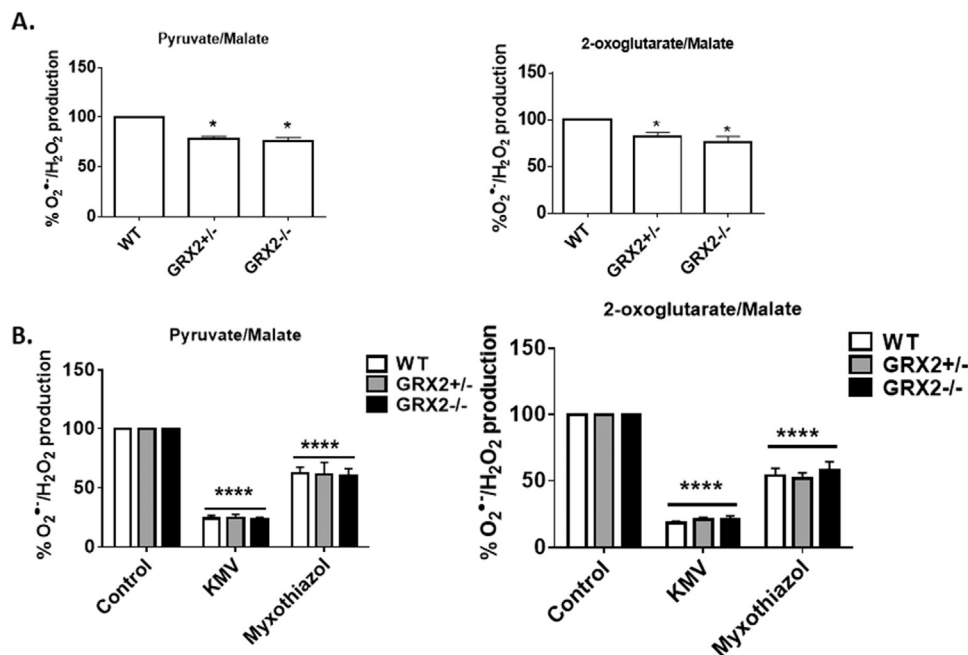 A.
Pyruvate/Malate
% O₂•⁻/H₂O₂ production
150
100
50
0
*
*
WT
GRX2+/-
GRX2-/-
2-oxoglutarate/Malate
%O₂•⁻/H₂O₂ production
150
100
50
0
*
*
WT
GRX2+/-
GRX2-/-
B.
Pyruvate/Malate
WT
GRX2+/-
GRX2-/-
% O₂•⁻/H₂O₂ production
150
100
50
0
****
****
Control
KMV
Myxothiazol
2-oxoglutarate/Malate
WT
GRX2+/-
GRX2-/-
% O₂•⁻/H₂O₂ production
150
100
50
0
****
****
Control
KMV
Myxothiazol